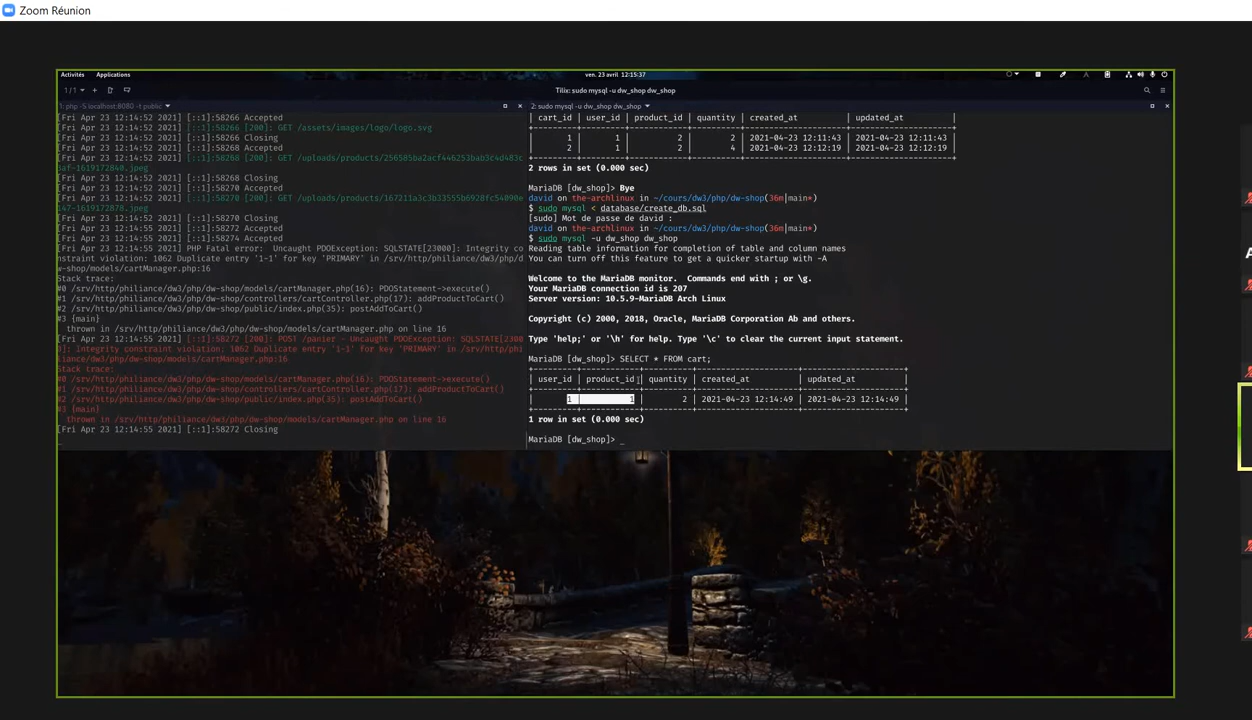 Zoom Réunion
Activités Applications ven. 23 avril 12:15:37
1/1 Tilix: sudo mysql -u dw_shop dw_shop
1: php -S localhost:8080 -t public
[Fri Apr 23 12:14:52 2021] [::1]:58266 Accepted
[Fri Apr 23 12:14:52 2021] [::1]:58266 [200]: GET /assets/images/logo/logo.svg
[Fri Apr 23 12:14:52 2021] [::1]:58266 Closing
[Fri Apr 23 12:14:52 2021] [::1]:58268 Accepted
[Fri Apr 23 12:14:52 2021] [::1]:58268 [200]: GET /uploads/products/256585ba2acf446253bab3c4d483c
3af-1619172840.jpeg
[Fri Apr 23 12:14:52 2021] [::1]:58268 Closing
[Fri Apr 23 12:14:52 2021] [::1]:58270 Accepted
[Fri Apr 23 12:14:52 2021] [::1]:58270 [200]: GET /uploads/products/167211a3c3b33555b6928fc54090e
147-1619172878.jpeg
[Fri Apr 23 12:14:52 2021] [::1]:58270 Closing
[Fri Apr 23 12:14:55 2021] [::1]:58274 Accepted
[Fri Apr 23 12:14:55 2021] PHP Fatal error:  Uncaught PDOException: SQLSTATE[23000]: Integrity co
nstraint violation: 1062 Duplicate entry '1-1' for key 'PRIMARY' in /srv/http/philiance/dw3/php/d
w-shop/models/cartManager.php:16
Stack trace:
#0 /srv/http/philiance/dw3/php/dw-shop/models/cartManager.php(16): PDOStatement->execute()
#1 /srv/http/philiance/dw3/php/dw-shop/controllers/cartController.php(17): addProductToCart()
#2 /srv/http/philiance/dw3/php/dw-shop/public/index.php(35): postAddToCart()
#3 {main}
  thrown in /srv/http/philiance/dw3/php/dw-shop/models/cartManager.php on line 16
[Fri Apr 23 12:14:55 2021] [::1]:58272 [200]: POST /panier - Uncaught PDOException: SQLSTATE[2300
0]: Integrity constraint violation: 1062 Duplicate entry '1-1' for key 'PRIMARY' in /srv/http/phi
liance/dw3/php/dw-shop/models/cartManager.php:16
Stack trace:
#0 /srv/http/philiance/dw3/php/dw-shop/models/cartManager.php(16): PDOStatement->execute()
#1 /srv/http/philiance/dw3/php/dw-shop/controllers/cartController.php(17): addProductToCart()
#2 /srv/http/philiance/dw3/php/dw-shop/public/index.php(35): postAddToCart()
#3 {main}
  thrown in /srv/http/philiance/dw3/php/dw-shop/models/cartManager.php on line 16
[Fri Apr 23 12:14:55 2021] [::1]:58272 Closing
2: sudo mysql -u dw_shop dw_shop
| cart_id | user_id | product_id | quantity | created_at | updated_at |
| 1 | 1 | 2 | 2 | 2021-04-23 12:11:43 | 2021-04-23 12:11:43 |
| 2 | 1 | 2 | 4 | 2021-04-23 12:12:19 | 2021-04-23 12:12:19 |
2 rows in set (0.000 sec)
MariaDB [dw_shop]> Bye
david on the-archlinux in ~/cours/dw3/php/dw-shop(36m|main*)
$ sudo mysql < database/create_db.sql
[sudo] Mot de passe de david :
david on the-archlinux in ~/cours/dw3/php/dw-shop(36m|main*)
$ sudo mysql -u dw_shop dw_shop
Reading table information for completion of table and column names
You can turn off this feature to get a quicker startup with -A
Welcome to the MariaDB monitor.  Commands end with ; or \g.
Your MariaDB connection id is 207
Server version: 10.5.9-MariaDB Arch Linux
Copyright (c) 2000, 2018, Oracle, MariaDB Corporation Ab and others.
Type 'help;' or '\h' for help. Type '\c' to clear the current input statement.
MariaDB [dw_shop]> SELECT * FROM cart;
| user_id | product_id | quantity | created_at | updated_at |
| 1 | 1 | 2 | 2021-04-23 12:14:49 | 2021-04-23 12:14:49 |
1 row in set (0.000 sec)
MariaDB [dw_shop]> _